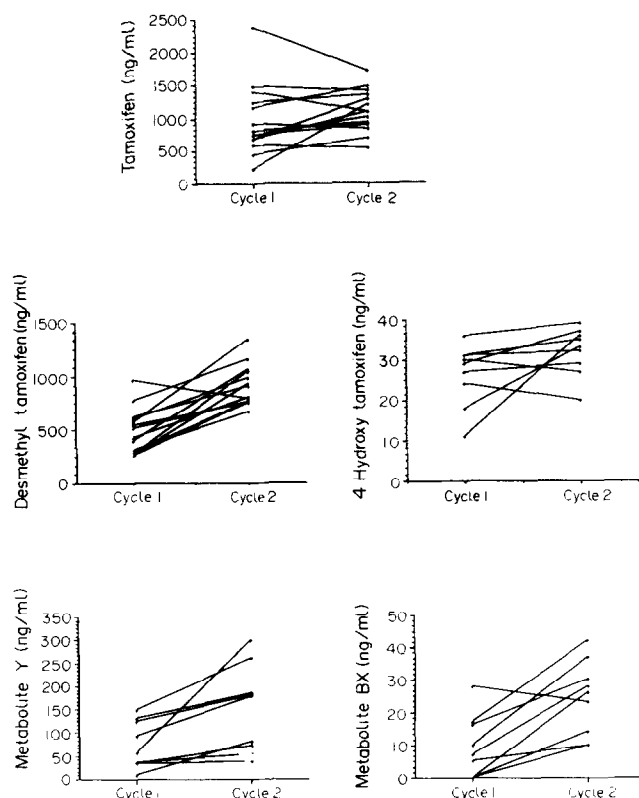 Tamoxifen (ng/ml)
2500
2000
1500
1000
500
0
Cycle 1
Cycle 2
Desmethyl tamoxifen (ng/ml)
1500
1000
500
0
Cycle 1
Cycle 2
4 Hydroxy tamoxifen (ng/ml)
40
30
20
10
0
Cycle 1
Cycle 2
Metabolite Y (ng/ml)
350
300
250
200
150
100
50
0
Cycle 1
Cycle 2
Metabolite BX (ng/ml)
50
40
30
20
10
0
Cycle 1
Cycle 2